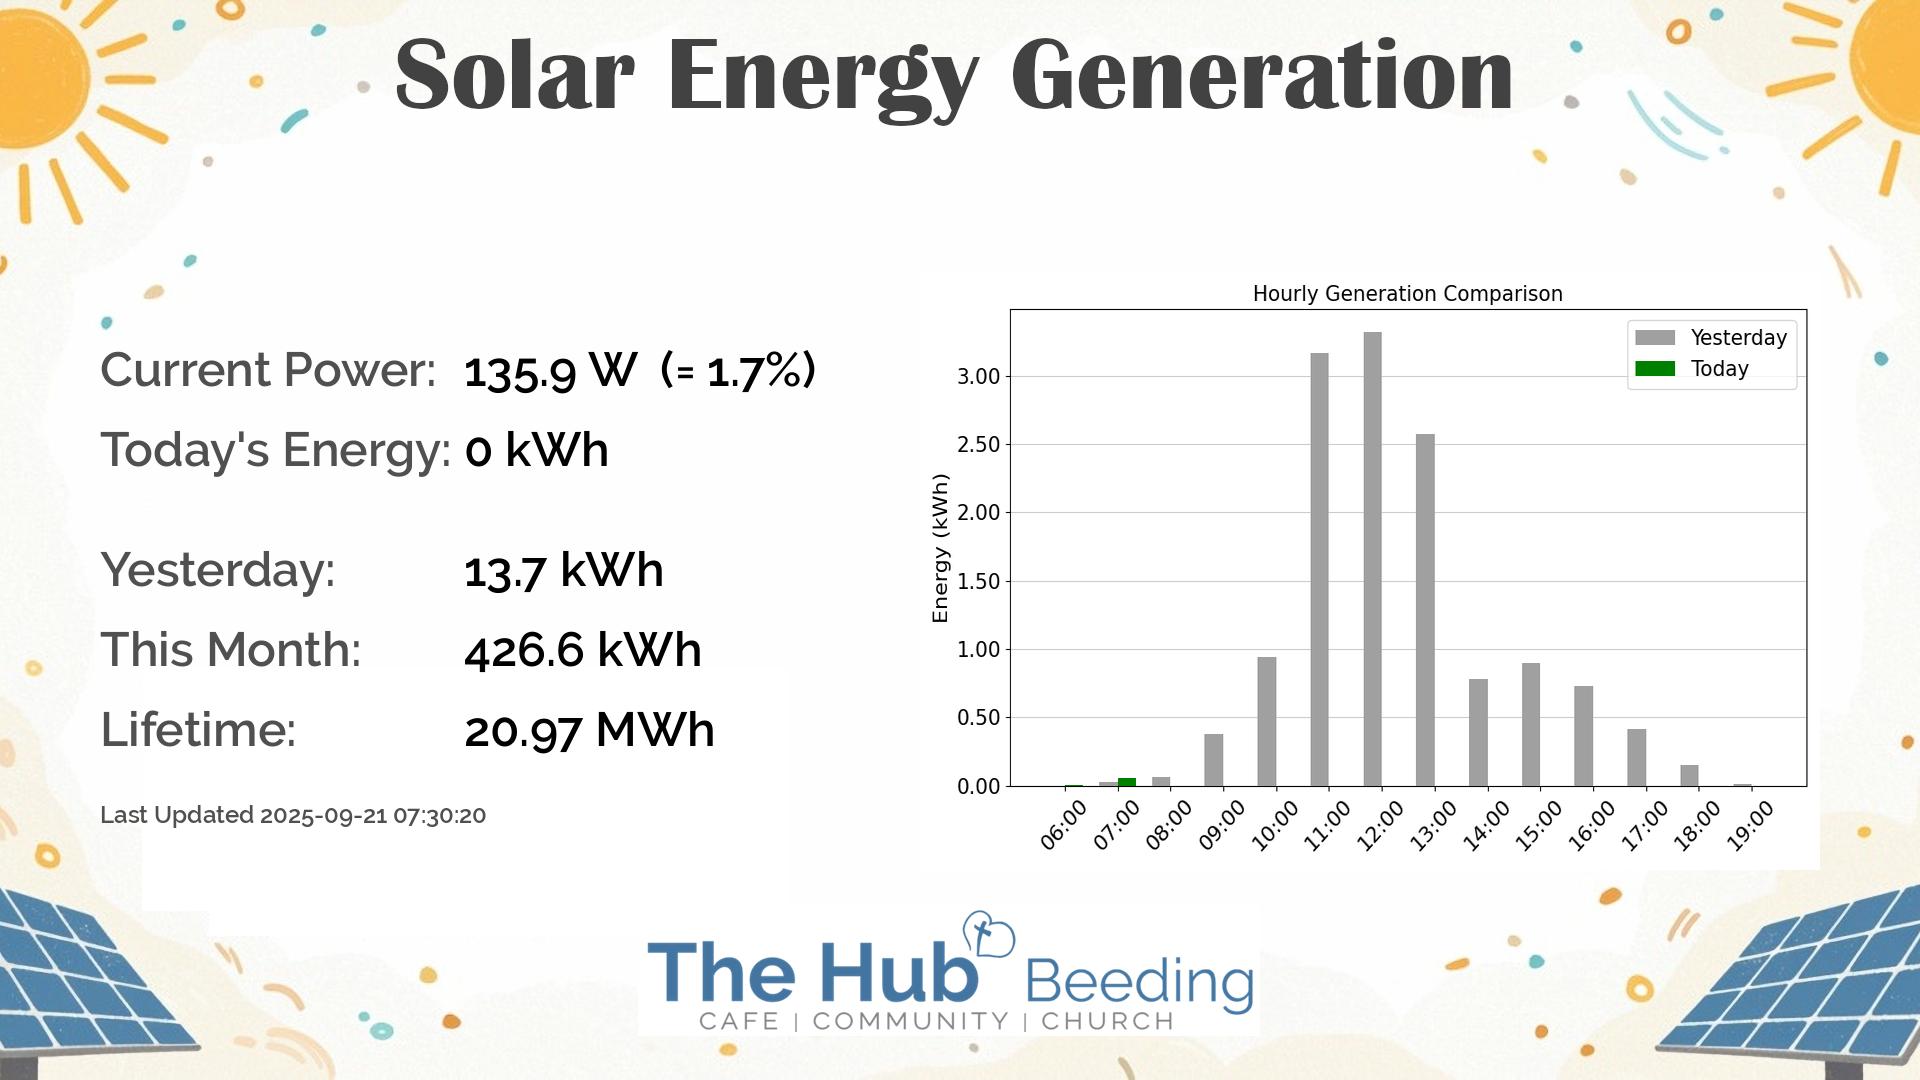 Solar Energy Generation
Current Power: 135.9 W (= 1.7%)
Today's Energy: 0 kWh
Yesterday: 13.7 kWh
This Month: 426.6 kWh
Lifetime: 20.97 MWh
Last Updated 2025-09-21 07:30:20
Hourly Generation Comparison
Yesterday
Today
Energy (kWh)
3.00
2.50
2.00
1.50
1.00
0.50
0.00
06:00 07:00 08:00 09:00 10:00 11:00 12:00 13:00 14:00 15:00 16:00 17:00 18:00 19:00
The Hub Beeding
CAFE | COMMUNITY | CHURCH